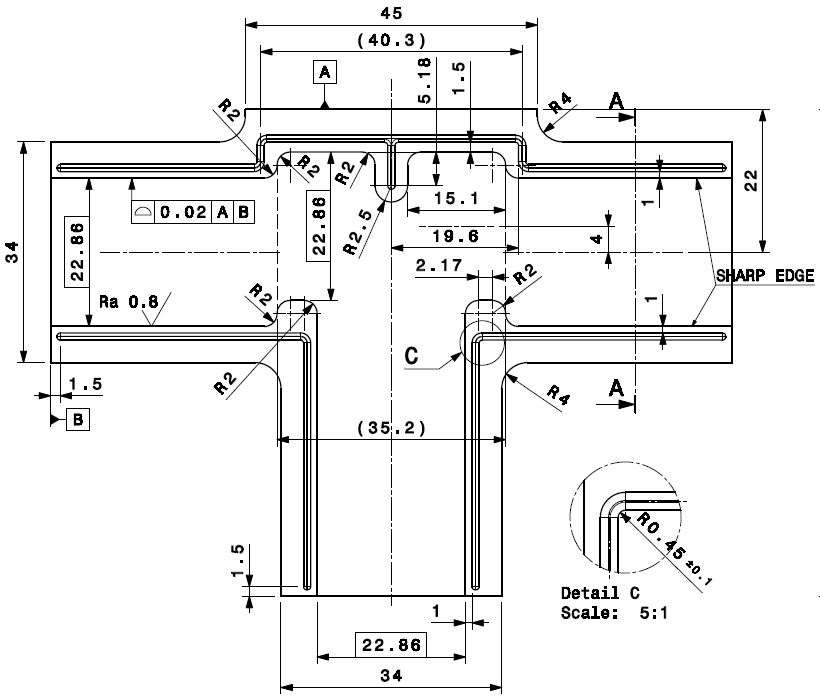 45
(40.3)
A
5.18
1.5
R2
R4
A
R2
R2
22
34
22.86
⌓ 0.02 A B
22.86
R2.5
15.1
1
19.6
4
2.17
R2
SHARP EDGE
Ra 0.8
R2
1
C
R2
1.5
R4
A
B
(35.2)
R0.45 ±0.1
1.5
Detail C
Scale: 5:1
1
22.86
34